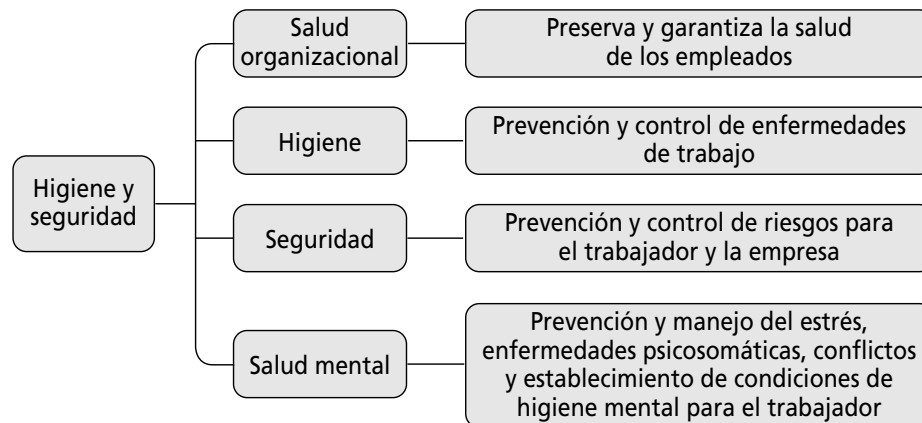 Higiene y
seguridad
Salud
organizacional
Preserva y garantiza la salud
de los empleados
Higiene
Prevención y control de enfermedades
de trabajo
Seguridad
Prevención y control de riesgos para
el trabajador y la empresa
Salud mental
Prevención y manejo del estrés,
enfermedades psicosomáticas, conflictos
y establecimiento de condiciones de
higiene mental para el trabajador